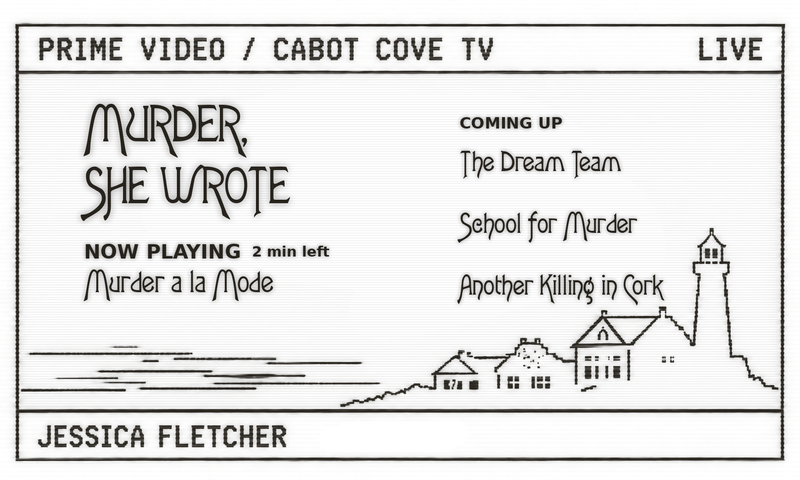 PRIME VIDEO / CABOT COVE TV
LIVE
MURDER,
SHE WROTE
NOW PLAYING 2 min left
Murder a la Mode
COMING UP
The Dream Team
School for Murder
Another Killing in Cork
JESSICA FLETCHER